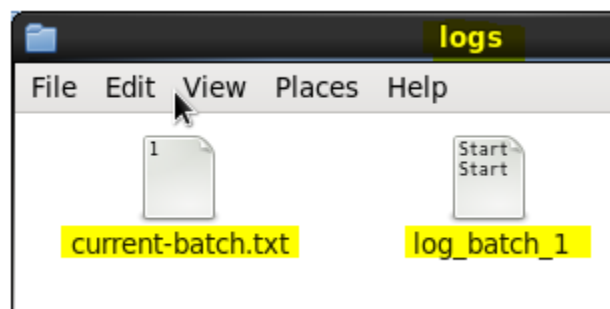 logs
File Edit View Places Help
1
Start
Start
current-batch.txt
log_batch_1